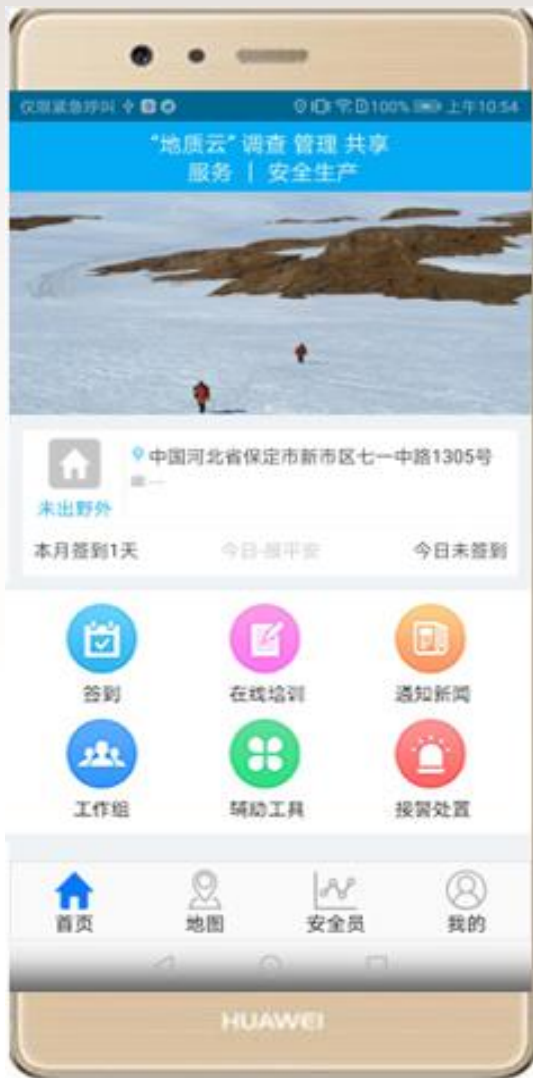 仅限紧急呼叫
100% 上午10:54
“地质云” 调查 管理 共享
服务 | 安全生产
中国河北省保定市新市区七一中路1305号
未出野外
本月签到1天 今日-报平安 今日未签到
签到 在线培训 通知新闻
工作组 辅助工具 接警处置
首页 地图 安全员 我的
HUAWEI